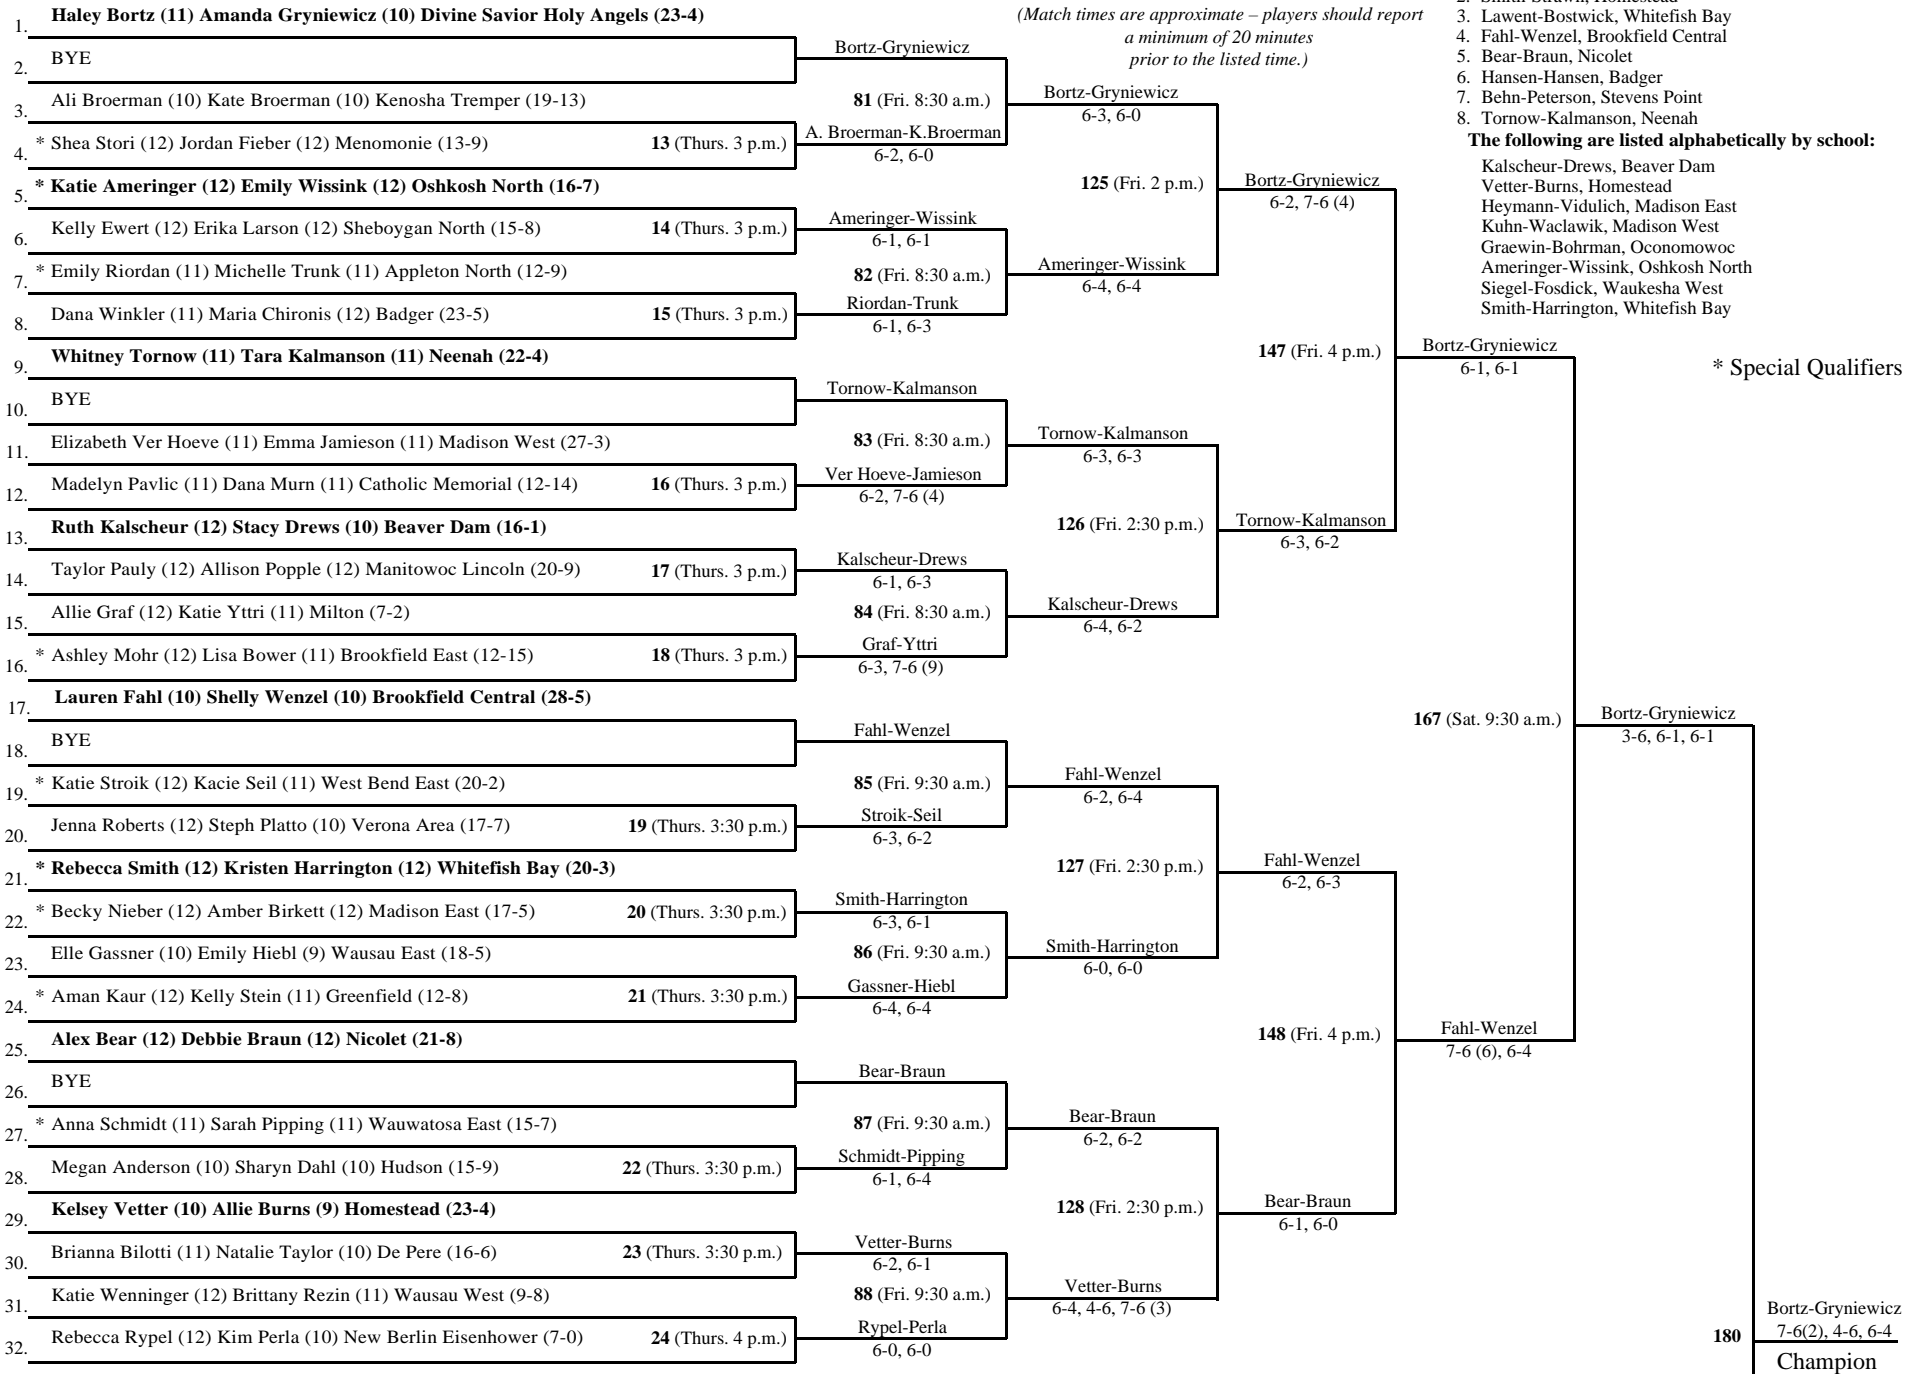 1. Haley Bortz (11) Amanda Gryniewicz (10) Divine Savior Holy Angels (23-4)
2. BYE
3. Ali Broerman (10) Kate Broerman (10) Kenosha Tremper (19-13)
4. * Shea Stori (12) Jordan Fieber (12) Menomonie (13-9) 13 (Thurs. 3 p.m.)
5. * Katie Ameringer (12) Emily Wissink (12) Oshkosh North (16-7)
6. Kelly Ewert (12) Erika Larson (12) Sheboygan North (15-8) 14 (Thurs. 3 p.m.)
7. * Emily Riordan (11) Michelle Trunk (11) Appleton North (12-9)
8. Dana Winkler (11) Maria Chironis (12) Badger (23-5) 15 (Thurs. 3 p.m.)
9. Whitney Tornow (11) Tara Kalmanson (11) Neenah (22-4)
10. BYE
11. Elizabeth Ver Hoeve (11) Emma Jamieson (11) Madison West (27-3)
12. Madelyn Pavlic (11) Dana Murn (11) Catholic Memorial (12-14) 16 (Thurs. 3 p.m.)
13. Ruth Kalscheur (12) Stacy Drews (10) Beaver Dam (16-1)
14. Taylor Pauly (12) Allison Popple (12) Manitowoc Lincoln (20-9) 17 (Thurs. 3 p.m.)
15. Allie Graf (12) Katie Yttri (11) Milton (7-2)
16. * Ashley Mohr (12) Lisa Bower (11) Brookfield East (12-15) 18 (Thurs. 3 p.m.)
17. Lauren Fahl (10) Shelly Wenzel (10) Brookfield Central (28-5)
18. BYE
19. * Katie Stroik (12) Kacie Seil (11) West Bend East (20-2)
20. Jenna Roberts (12) Steph Platto (10) Verona Area (17-7) 19 (Thurs. 3:30 p.m.)
21. * Rebecca Smith (12) Kristen Harrington (12) Whitefish Bay (20-3)
22. * Becky Nieber (12) Amber Birkett (12) Madison East (17-5) 20 (Thurs. 3:30 p.m.)
23. Elle Gassner (10) Emily Hiebl (9) Wausau East (18-5)
24. * Aman Kaur (12) Kelly Stein (11) Greenfield (12-8) 21 (Thurs. 3:30 p.m.)
25. Alex Bear (12) Debbie Braun (12) Nicolet (21-8)
26. BYE
27. * Anna Schmidt (11) Sarah Pipping (11) Wauwatosa East (15-7)
28. Megan Anderson (10) Sharyn Dahl (10) Hudson (15-9) 22 (Thurs. 3:30 p.m.)
29. Kelsey Vetter (10) Allie Burns (9) Homestead (23-4)
30. Brianna Bilotti (11) Natalie Taylor (10) De Pere (16-6) 23 (Thurs. 3:30 p.m.)
31. Katie Wenninger (12) Brittany Rezin (11) Wausau West (9-8)
32. Rebecca Rypel (12) Kim Perla (10) New Berlin Eisenhower (7-0) 24 (Thurs. 4 p.m.)
Bortz-Gryniewicz
81 (Fri. 8:30 a.m.)
A. Broerman-K.Broerman
6-2, 6-0
Ameringer-Wissink
6-1, 6-1
82 (Fri. 8:30 a.m.)
Riordan-Trunk
6-1, 6-3
Tornow-Kalmanson
83 (Fri. 8:30 a.m.)
Ver Hoeve-Jamieson
6-2, 7-6 (4)
Kalscheur-Drews
6-1, 6-3
84 (Fri. 8:30 a.m.)
Graf-Yttri
6-3, 7-6 (9)
Fahl-Wenzel
85 (Fri. 9:30 a.m.)
Stroik-Seil
6-3, 6-2
Smith-Harrington
6-3, 6-1
86 (Fri. 9:30 a.m.)
Gassner-Hiebl
6-4, 6-4
Bear-Braun
87 (Fri. 9:30 a.m.)
Schmidt-Pipping
6-1, 6-4
Vetter-Burns
6-2, 6-1
88 (Fri. 9:30 a.m.)
Rypel-Perla
6-0, 6-0
(Match times are approximate – players should report
a minimum of 20 minutes
prior to the listed time.)
Bortz-Gryniewicz
6-3, 6-0
125 (Fri. 2 p.m.)
Ameringer-Wissink
6-4, 6-4
Tornow-Kalmanson
6-3, 6-3
126 (Fri. 2:30 p.m.)
Kalscheur-Drews
6-4, 6-2
Fahl-Wenzel
6-2, 6-4
127 (Fri. 2:30 p.m.)
Smith-Harrington
6-0, 6-0
Bear-Braun
6-2, 6-2
128 (Fri. 2:30 p.m.)
Vetter-Burns
6-4, 4-6, 7-6 (3)
Bortz-Gryniewicz
6-2, 7-6 (4)
147 (Fri. 4 p.m.)
Tornow-Kalmanson
6-3, 6-2
Fahl-Wenzel
6-2, 6-3
148 (Fri. 4 p.m.)
Bear-Braun
6-1, 6-0
Bortz-Gryniewicz
6-1, 6-1
167 (Sat. 9:30 a.m.)
Fahl-Wenzel
7-6 (6), 6-4
Bortz-Gryniewicz
3-6, 6-1, 6-1
180
Bortz-Gryniewicz
7-6(2), 4-6, 6-4
Champion
2. Smith-Strawn, Homestead
3. Lawent-Bostwick, Whitefish Bay
4. Fahl-Wenzel, Brookfield Central
5. Bear-Braun, Nicolet
6. Hansen-Hansen, Badger
7. Behn-Peterson, Stevens Point
8. Tornow-Kalmanson, Neenah
The following are listed alphabetically by school:
Kalscheur-Drews, Beaver Dam
Vetter-Burns, Homestead
Heymann-Vidulich, Madison East
Kuhn-Waclawik, Madison West
Graewin-Bohrman, Oconomowoc
Ameringer-Wissink, Oshkosh North
Siegel-Fosdick, Waukesha West
Smith-Harrington, Whitefish Bay
* Special Qualifiers